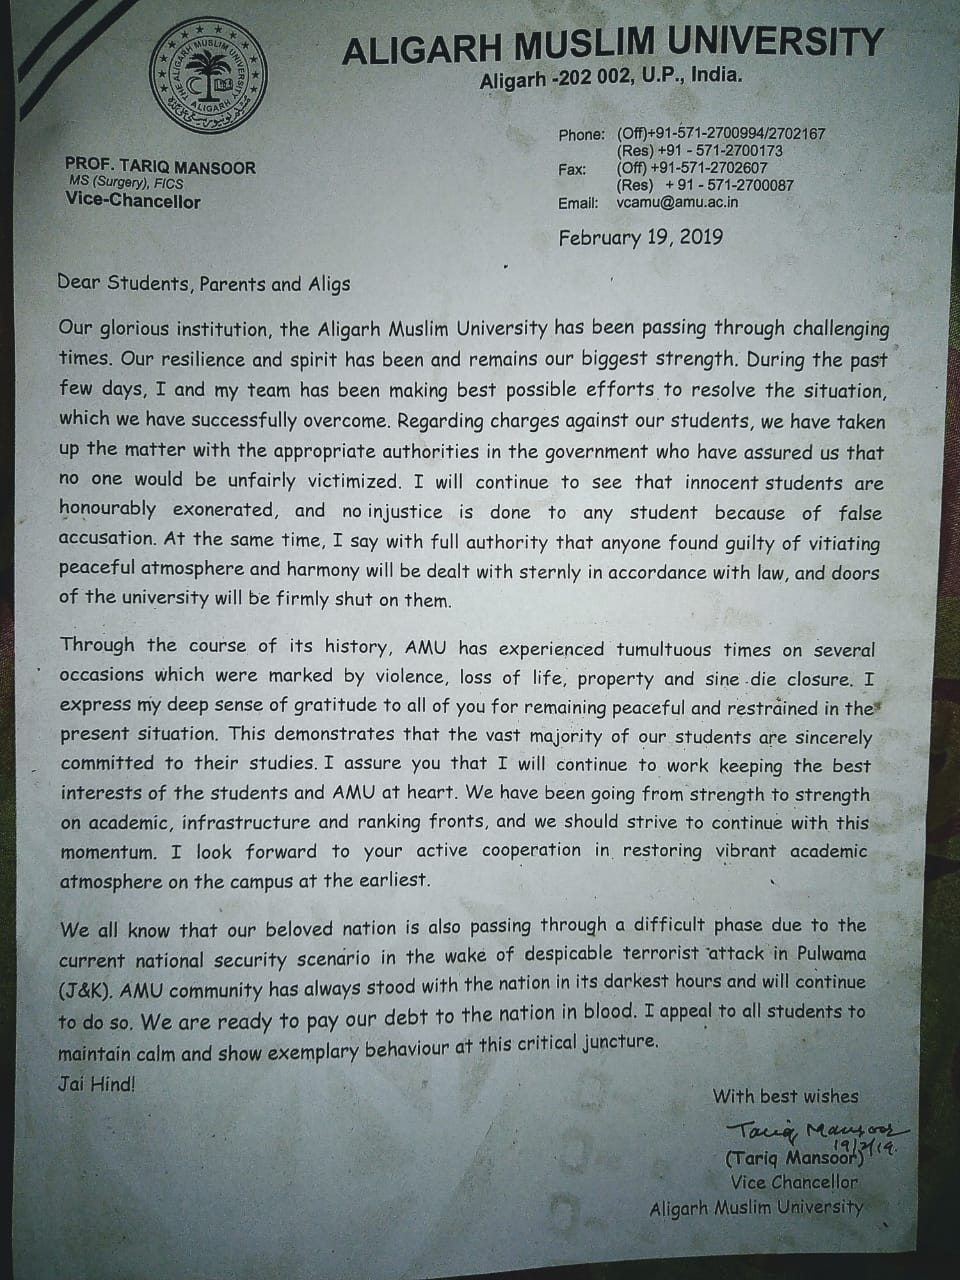 THE ALIGARH MUSLIM UNIVERSITY
ALIGARH
ALIGARH MUSLIM UNIVERSITY
Aligarh -202 002, U.P., India.
PROF. TARIQ MANSOOR
MS (Surgery), FICS
Vice-Chancellor
Phone: (Off)+91-571-2700994/2702167
(Res) +91 - 571-2700173
Fax: (Off) +91-571-2702607
(Res) + 91 - 571-2700087
Email: vcamu@amu.ac.in
February 19, 2019
Dear Students, Parents and Aligs
Our glorious institution, the Aligarh Muslim University has been passing through challenging
times. Our resilience and spirit has been and remains our biggest strength. During the past
few days, I and my team has been making best possible efforts to resolve the situation,
which we have successfully overcome. Regarding charges against our students, we have taken
up the matter with the appropriate authorities in the government who have assured us that
no one would be unfairly victimized. I will continue to see that innocent students are
honourably exonerated, and no injustice is done to any student because of false
accusation. At the same time, I say with full authority that anyone found guilty of vitiating
peaceful atmosphere and harmony will be dealt with sternly in accordance with law, and doors
of the university will be firmly shut on them.
Through the course of its history, AMU has experienced tumultuous times on several
occasions which were marked by violence, loss of life, property and sine die closure. I
express my deep sense of gratitude to all of you for remaining peaceful and restrained in the
present situation. This demonstrates that the vast majority of our students are sincerely
committed to their studies. I assure you that I will continue to work keeping the best
interests of the students and AMU at heart. We have been going from strength to strength
on academic, infrastructure and ranking fronts, and we should strive to continue with this
momentum. I look forward to your active cooperation in restoring vibrant academic
atmosphere on the campus at the earliest.
We all know that our beloved nation is also passing through a difficult phase due to the
current national security scenario in the wake of despicable terrorist attack in Pulwama
(J&K). AMU community has always stood with the nation in its darkest hours and will continue
to do so. We are ready to pay our debt to the nation in blood. I appeal to all students to
maintain calm and show exemplary behaviour at this critical juncture.
Jai Hind!
With best wishes
Tariq Mansoor
19/2/19.
(Tariq Mansoor)
Vice Chancellor
Aligarh Muslim University